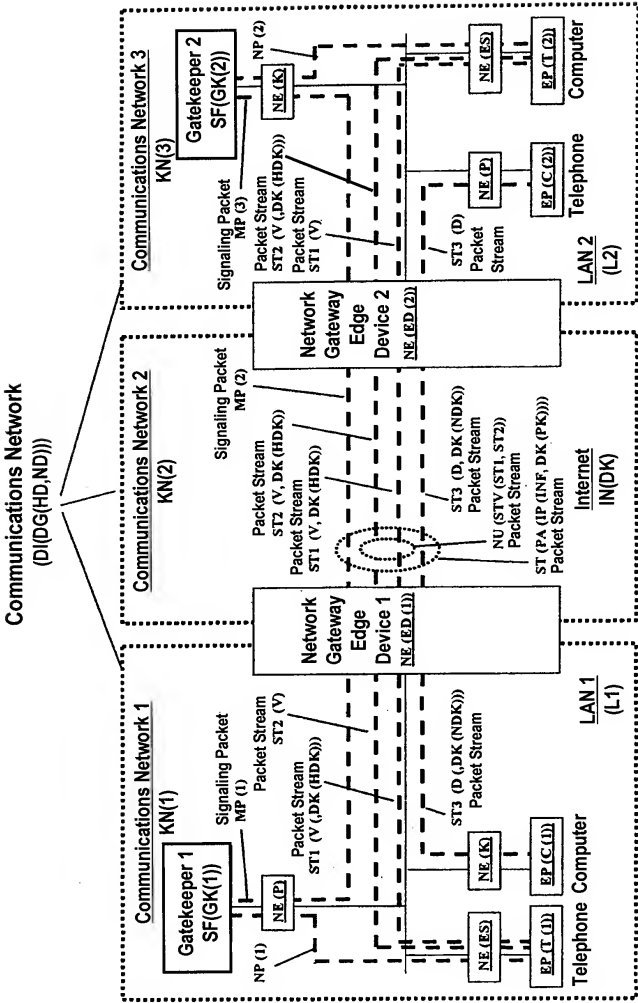 Communications Network
(DI(DG(HD,ND)))
Communications Network 1
KN(1)
Gatekeeper 1
SF(GK(1))
Signaling Packet
MP (1)
NE (P)
NP (1)
Packet Stream
ST2 (V)
Packet Stream
ST1 (V (,DK (HDK)))
ST3 (D (,DK (NDK)))
Packet Stream
NE (ES)
EP (T (1))
Telephone
NE (K)
EP (C (1))
Computer
LAN 1
(L1)
Network
Gateway
Edge
Device 1
NE (ED (1))
Communications Network 2
KN(2)
Signaling Packet
MP (2)
Packet Stream
ST2 (V, DK (HDK))
Packet Stream
ST1 (V, DK (HDK))
ST3 (D, DK (NDK))
Packet Stream
NU (STV (ST1, ST2))
Packet Stream
ST (PA (IP (INF, DK (PK))))
Packet Stream
Internet
IN(DK)
Network
Gateway
Edge
Device 2
NE (ED (2))
Communications Network 3
KN(3)
Gatekeeper 2
SF(GK(2))
Signaling Packet
MP (3)
NE (K)
NP (2)
Packet Stream
ST2 (V (,DK (HDK)))
Packet Stream
ST1 (V)
ST3 (D)
Packet
Stream
NE (P)
EP (C (2))
Telephone
NE (ES)
EP (T (2))
Computer
LAN 2
(L2)